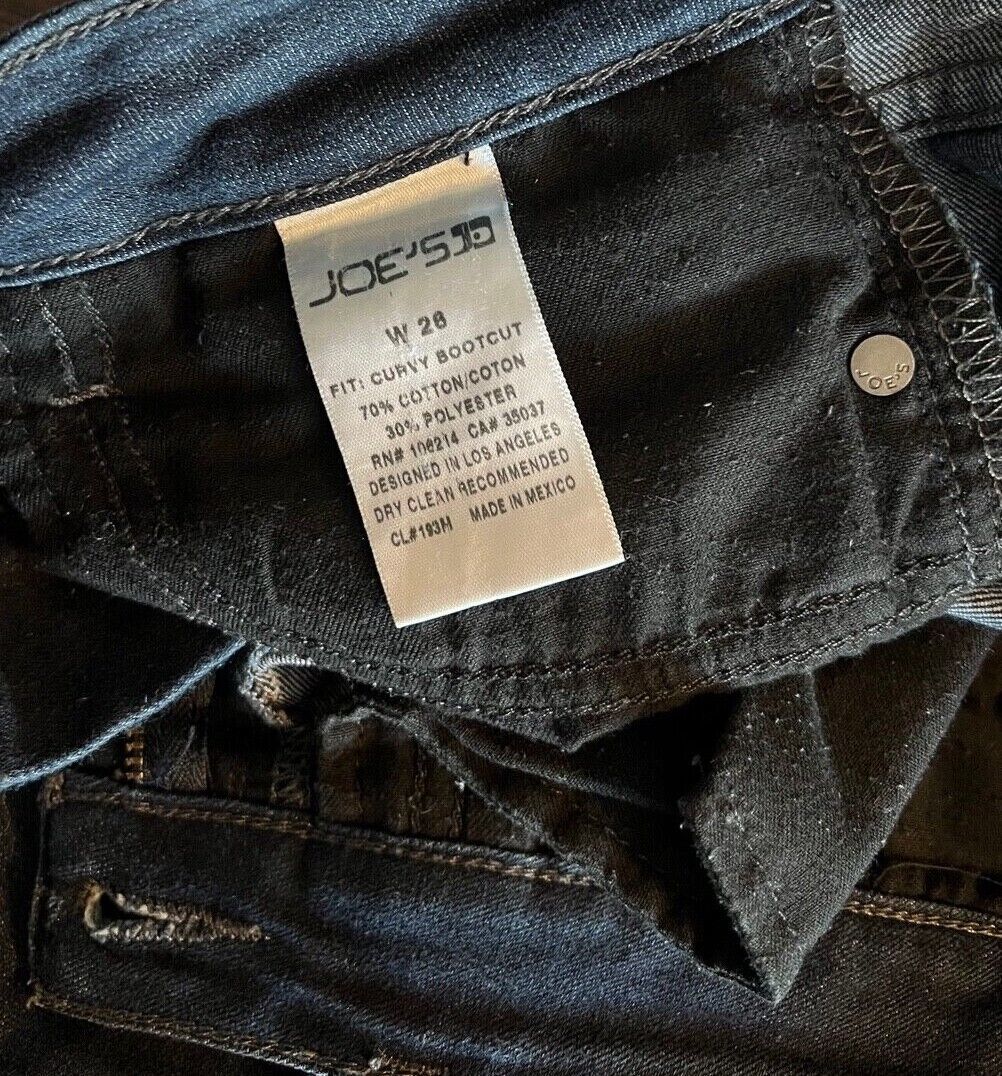 JOE'S
W 26
FIT: CURVY BOOTCUT
70% COTTON/COTON
30% POLYESTER
RN# 106214 CA# 35037
DESIGNED IN LOS ANGELES
DRY CLEAN RECOMMENDED
CL#193H MADE IN MEXICO
JOE'S